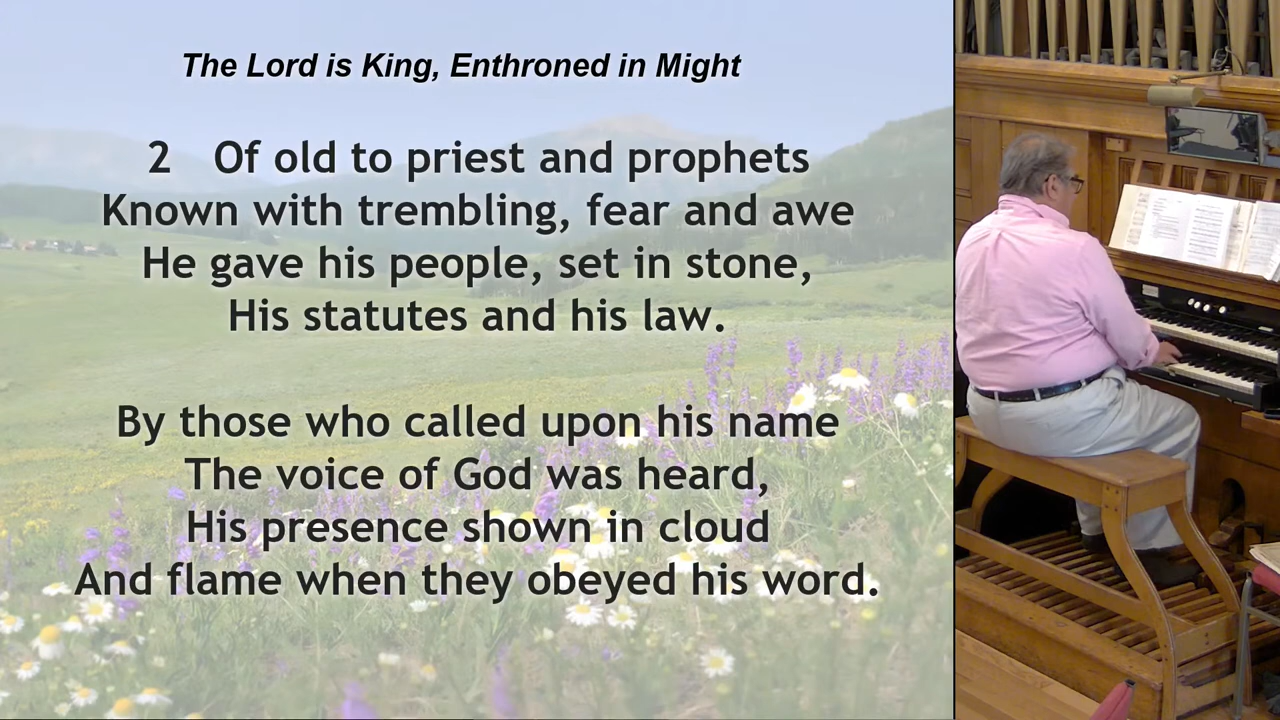 The Lord is King, Enthroned in Might
2 Of old to priest and prophets
Known with trembling, fear and awe
He gave his people, set in stone,
His statutes and his law.
By those who called upon his name
The voice of God was heard,
His presence shown in cloud
And flame when they obeyed his word.